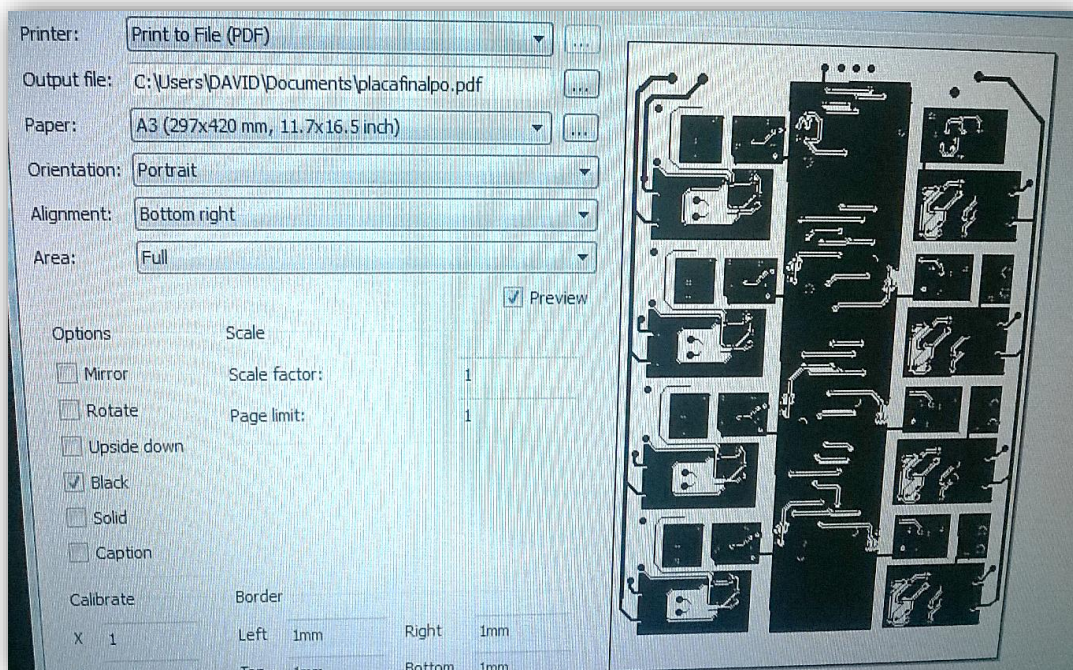 Printer: Print to File (PDF) ...
Output file: C:\Users\DAVID\Documents\placafinalpo.pdf ...
Paper: A3 (297x420 mm, 11.7x16.5 inch) ...
Orientation: Portrait
Alignment: Bottom right
Area: Full
Preview
Options Scale
Mirror Scale factor: 1
Rotate Page limit: 1
Upside down
Black
Solid
Caption
Calibrate Border
X 1 Left 1mm Right 1mm
Top 1mm Bottom 1mm